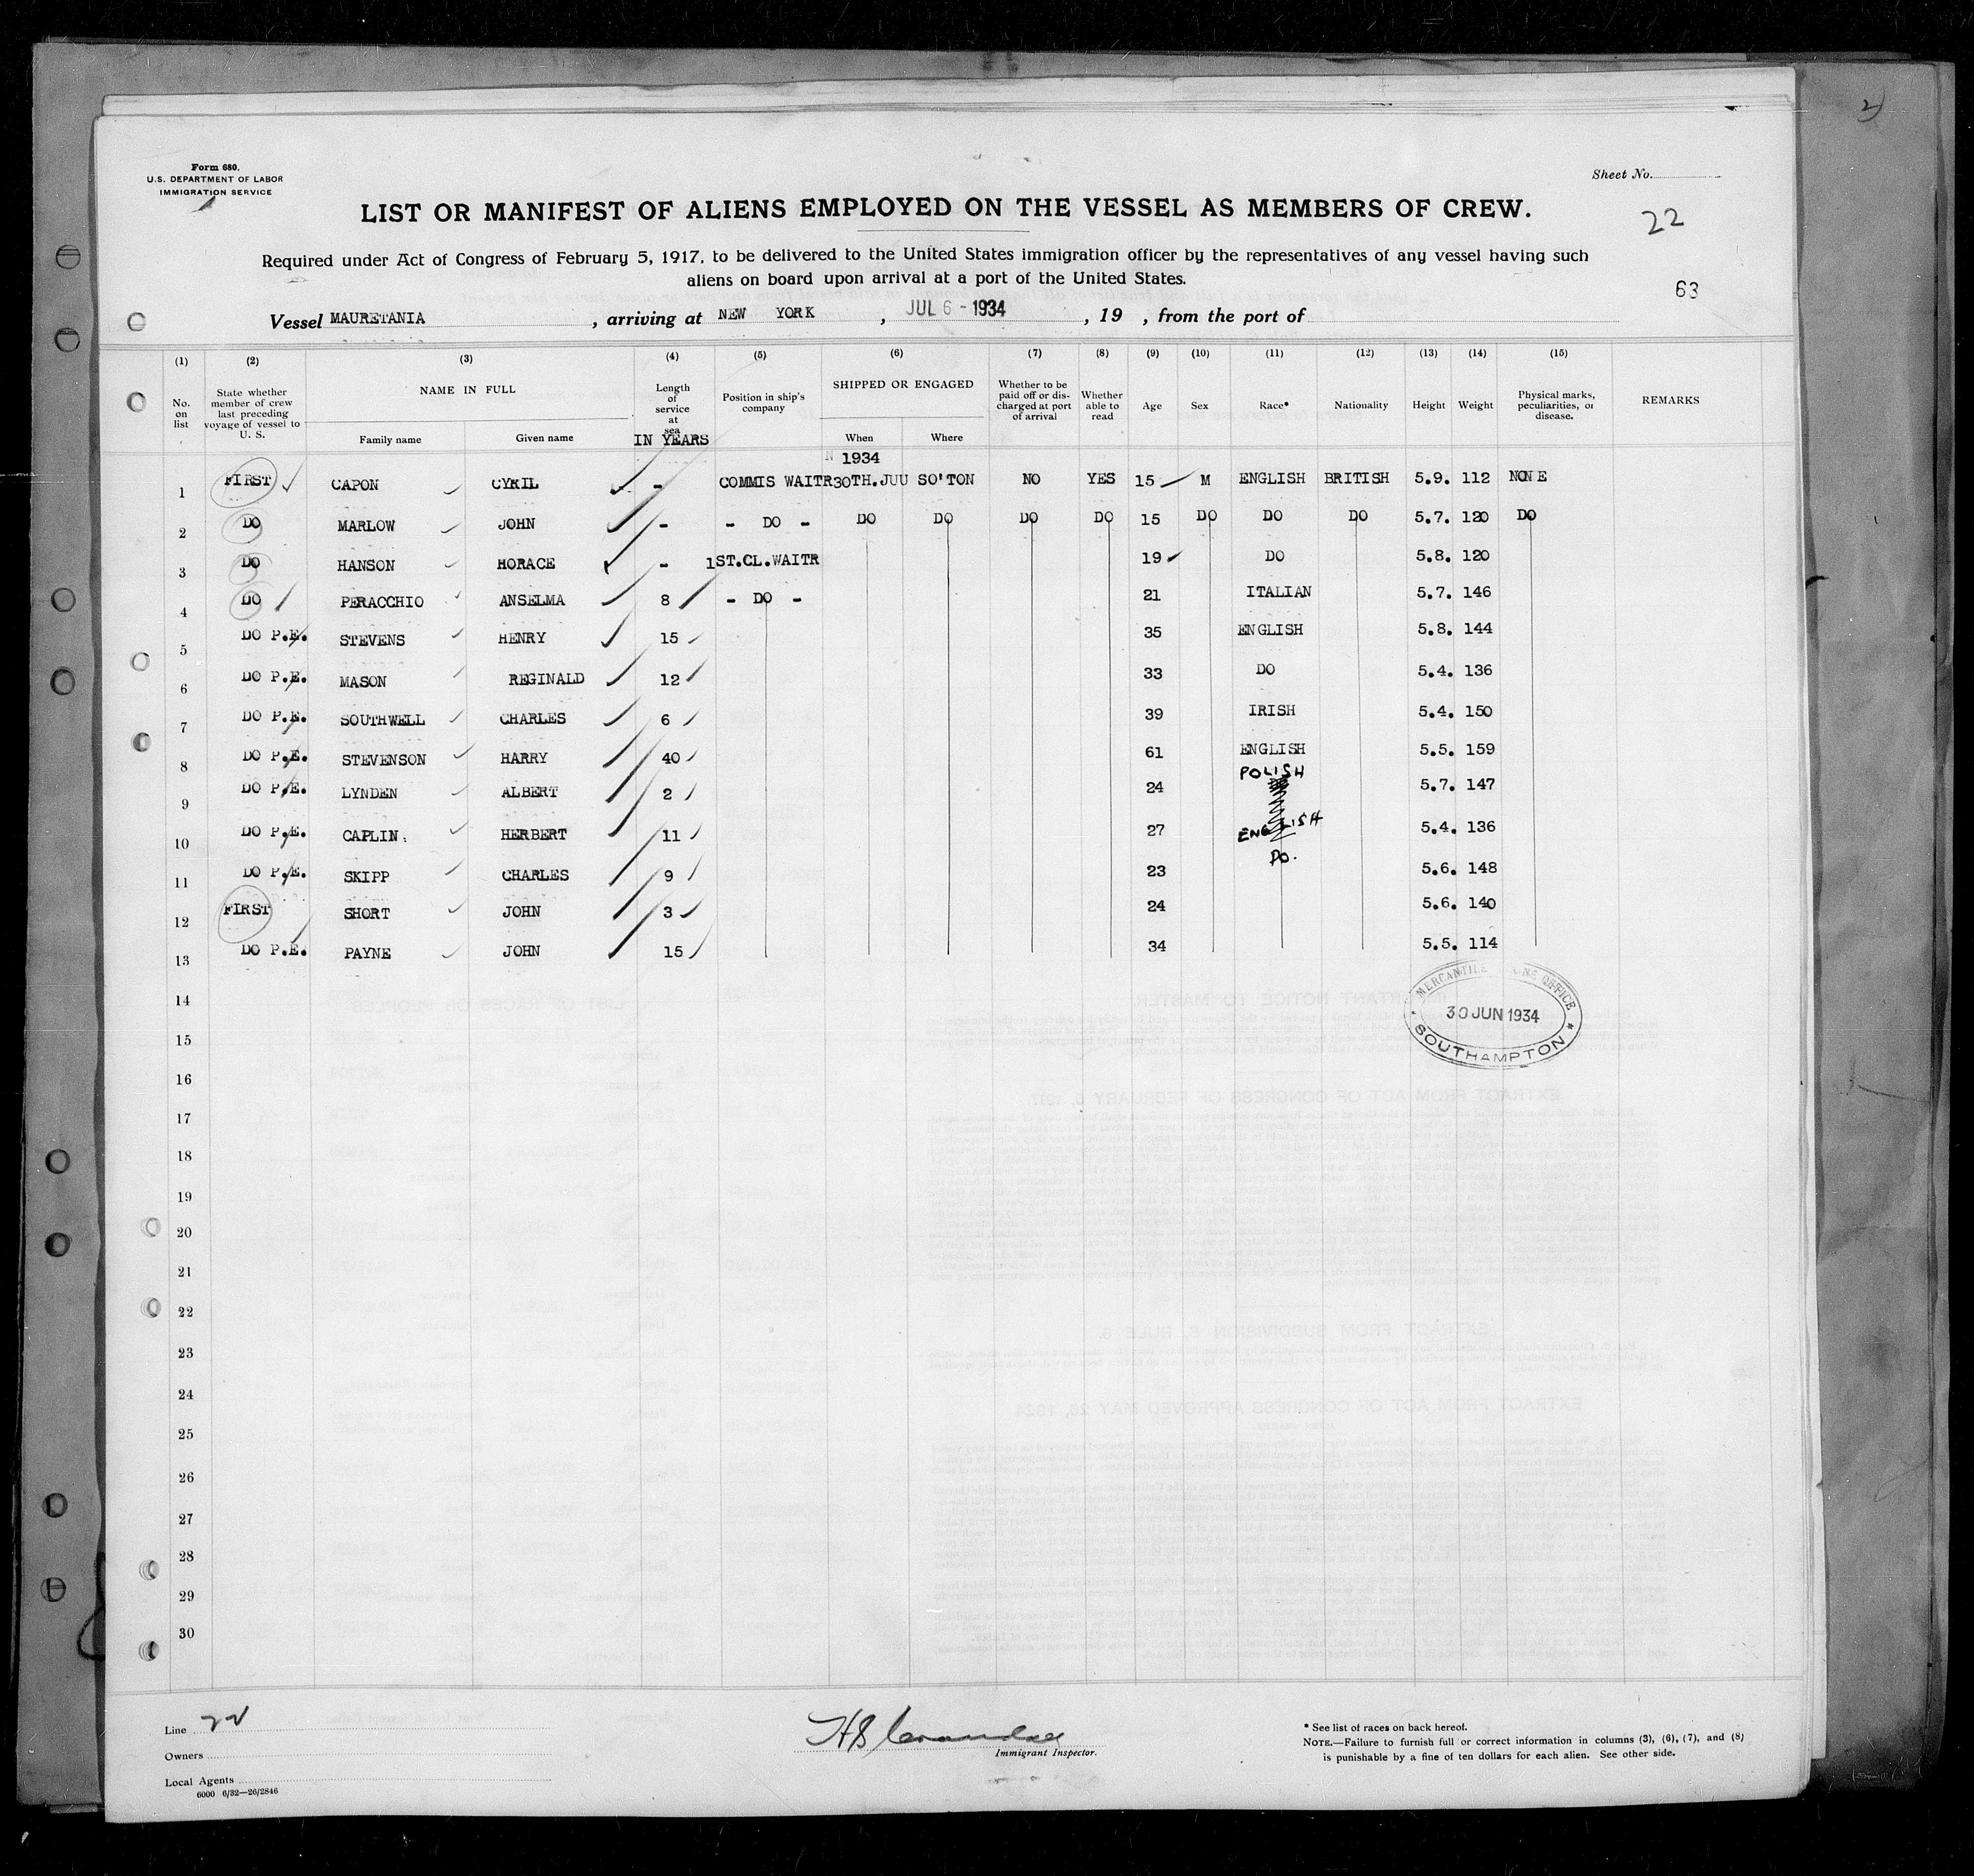 Form 680.
U.S. DEPARTMENT OF LABOR
IMMIGRATION SERVICE
Sheet No.
2
LIST OR MANIFEST OF ALIENS EMPLOYED ON THE VESSEL AS MEMBERS OF CREW.
22
Required under Act of Congress of February 5, 1917, to be delivered to the United States immigration officer by the representatives of any vessel having such
aliens on board upon arrival at a port of the United States.
63
Vessel MAURETANIA, arriving at NEW YORK, JUL 6 - 1934, 19 , from the port of
(1) (2) (3) (4) (5) (6) (7) (8) (9) (10) (11) (12) (13) (14) (15)
No. on list State whether member of crew last preceding voyage of vessel to U. S. NAME IN FULL Length of service at sea IN YEARS Position in ship's company SHIPPED OR ENGAGED Whether to be paid off or discharged at port of arrival Whether able to read Age Sex Race* Nationality Height Weight Physical marks, peculiarities, or disease. REMARKS
Family name Given name When Where
1934
1 FIRST CAPON CYRIL - COMMIS WAITR 30TH.JUU SO'TON NO YES 15 M ENGLISH BRITISH 5.9. 112 NONE
2 DO MARLOW JOHN - - DO - DO DO DO DO 15 DO DO DO 5.7. 120 DO
3 DO HANSON HORACE - 1ST.CL.WAITR 19 DO 5.8. 120
4 DO PERACCHIO ANSELMA 8 - DO - 21 ITALIAN 5.7. 146
5 DO P.E. STEVENS HENRY 15 35 ENGLISH 5.8. 144
6 DO P.E. MASON REGINALD 12 33 DO 5.4. 136
7 DO P.E. SOUTHWELL CHARLES 6 39 IRISH 5.4. 150
8 DO P.E. STEVENSON HARRY 40 61 ENGLISH 5.5. 159
9 DO P.E. LYNDEN ALBERT 2 24 POLISH 5.7. 147
10 DO P.E. CAPLIN. HERBERT 11 27 ENGLISH 5.4. 136
11 DO P.E. SKIPP CHARLES 9 23 DO. 5.6. 148
12 FIRST SHORT JOHN 3 24 5.6. 140
13 DO P.E. PAYNE JOHN 15 34 5.5. 114
14
15
16
17
18
19
20
21
22
23
24
25
26
27
28
29
30
MERCANTILE OFFICE
30 JUN 1934
SOUTHAMPTON
Line 22
Owners
Local Agents
6000 6/32—26/2846
Immigrant Inspector.
* See list of races on back hereof.
NOTE.—Failure to furnish full or correct information in columns (3), (6), (7), and (8)
is punishable by a fine of ten dollars for each alien. See other side.